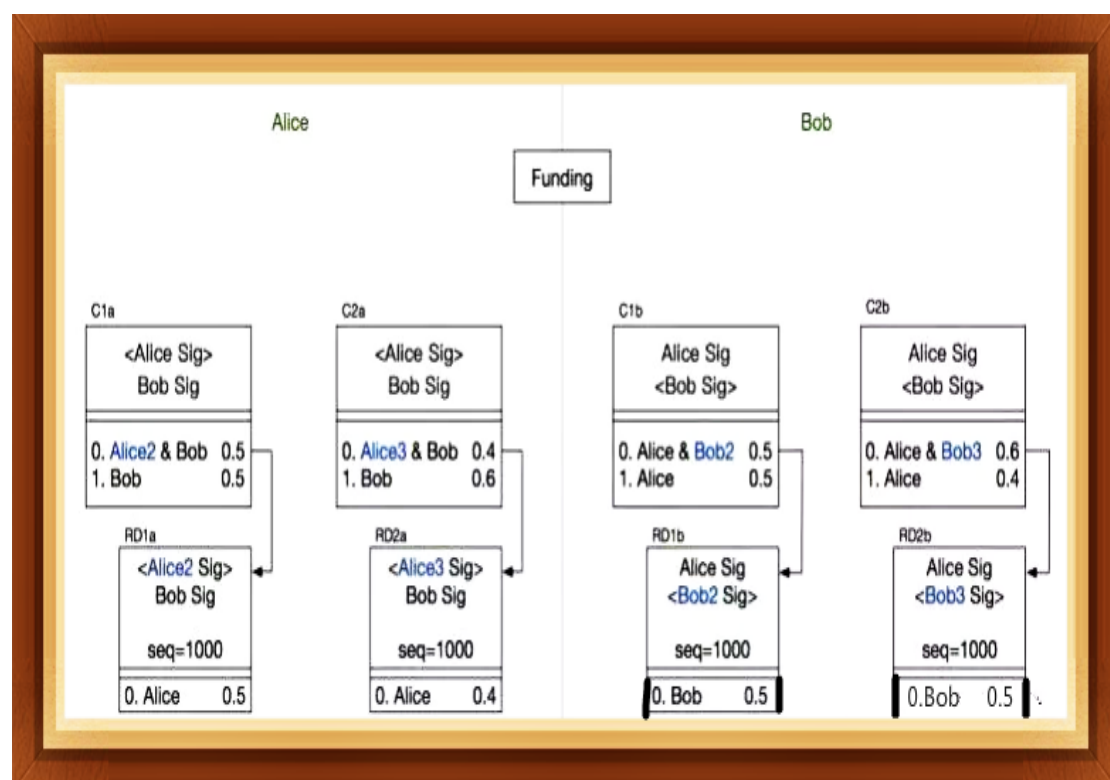 Alice
Bob
Funding
C1a
<Alice Sig>
Bob Sig
0. Alice2 & Bob 0.5
1. Bob 0.5
RD1a
<Alice2 Sig>
Bob Sig
seq=1000
0. Alice 0.5
C2a
<Alice Sig>
Bob Sig
0. Alice3 & Bob 0.4
1. Bob 0.6
RD2a
<Alice3 Sig>
Bob Sig
seq=1000
0. Alice 0.4
C1b
Alice Sig
<Bob Sig>
0. Alice & Bob2 0.5
1. Alice 0.5
RD1b
Alice Sig
<Bob2 Sig>
seq=1000
0. Bob 0.5
C2b
Alice Sig
<Bob Sig>
0. Alice & Bob3 0.6
1. Alice 0.4
RD2b
Alice Sig
<Bob3 Sig>
seq=1000
0.Bob 0.5